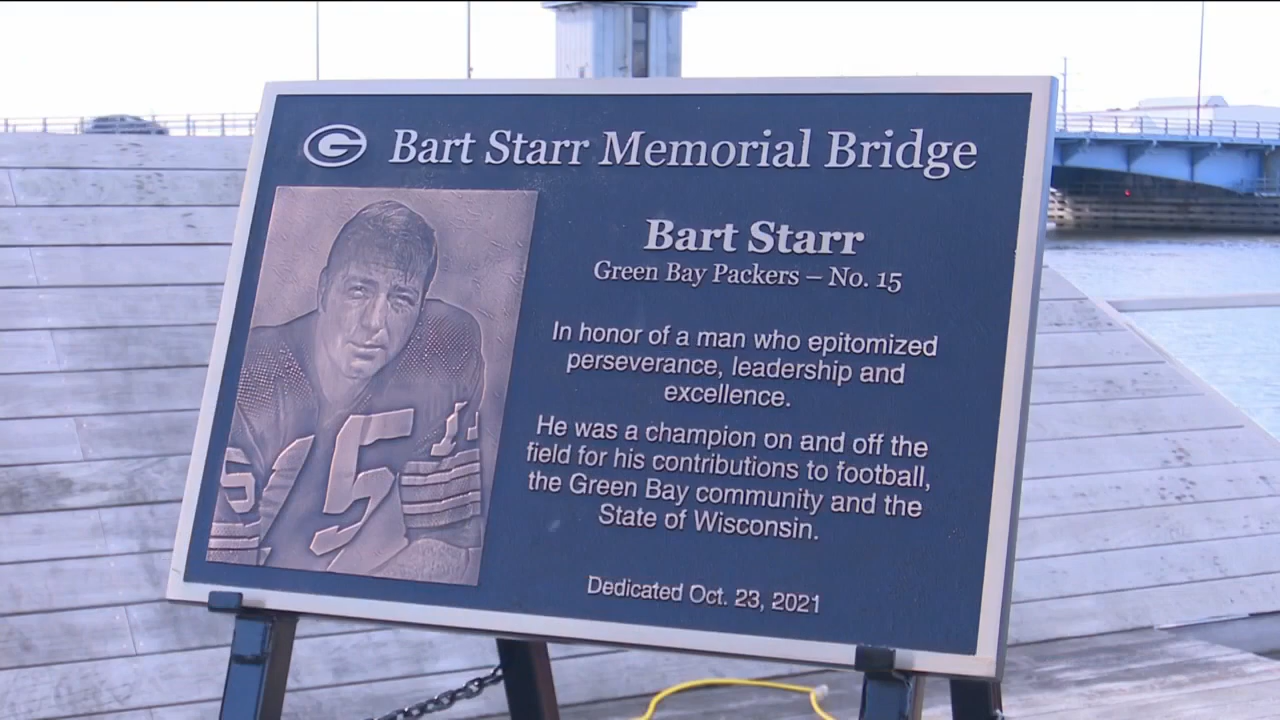 G Bart Starr Memorial Bridge
Bart Starr
Green Bay Packers – No. 15
In honor of a man who epitomized
perseverance, leadership and
excellence.
He was a champion on and off the
field for his contributions to football,
the Green Bay community and the
State of Wisconsin.
Dedicated Oct. 23, 2021
15